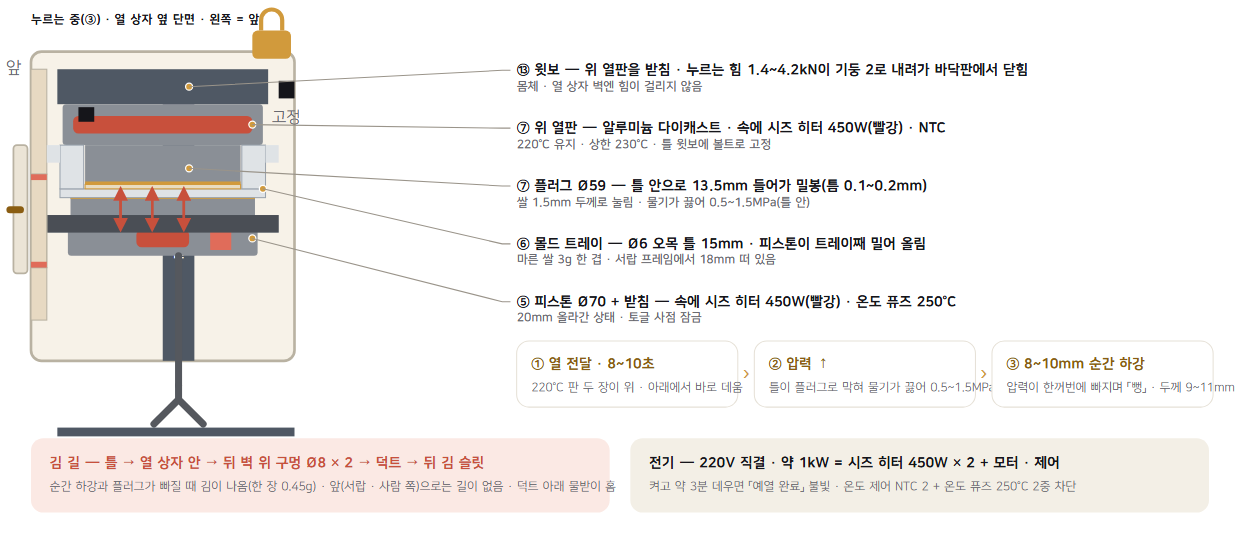 누르는 중(③) · 열 상자 옆 단면 · 왼쪽 = 앞
앞
고정
⑬ 윗보 — 위 열판을 받침 · 누르는 힘 1.4~4.2kN이 기둥 2로 내려가 바닥판에서 닫힘
몸체 · 열 상자 벽엔 힘이 걸리지 않음
⑦ 위 열판 — 알루미늄 다이캐스트 · 속에 시즈 히터 450W(빨강) · NTC
220℃ 유지 · 상한 230℃ · 틀 윗보에 볼트로 고정
⑦ 플러그 Ø59 — 틀 안으로 13.5mm 들어가 밀봉(틈 0.1~0.2mm)
쌀 1.5mm 두께로 눌림 · 물기가 끓어 0.5~1.5MPa(틀 안)
⑥ 몰드 트레이 — Ø6 오목 틀 15mm · 피스톤이 트레이째 밀어 올림
마른 쌀 3g 한 겹 · 서랍 프레임에서 18mm 떠 있음
⑤ 피스톤 Ø70 + 받침 — 속에 시즈 히터 450W(빨강) · 온도 퓨즈 250℃
20mm 올라간 상태 · 토글 사점 잠금
① 열 전달 · 8~10초
220℃ 판 두 장이 위 · 아래에서 바로 데움
›
② 압력 ↑
틀이 플러그로 막혀 물기가 끓어 0.5~1.5MPa
›
③ 8~10mm 순간 하강
압력이 한꺼번에 빠지며 「뻥」 · 두께 9~11mm
김 길 — 틀 → 열 상자 안 → 뒤 벽 위 구멍 Ø8 × 2 → 덕트 → 뒤 김 슬릿
순간 하강과 플러그가 빠질 때 김이 나옴(한 장 0.45g) · 앞(서랍 · 사람 쪽)으로는 길이 없음 · 덕트 아래 물받이 홈
전기 — 220V 직결 · 약 1kW = 시즈 히터 450W × 2 + 모터 · 제어
켜고 약 3분 데우면 「예열 완료」 불빛 · 온도 제어 NTC 2 + 온도 퓨즈 250℃ 2중 차단